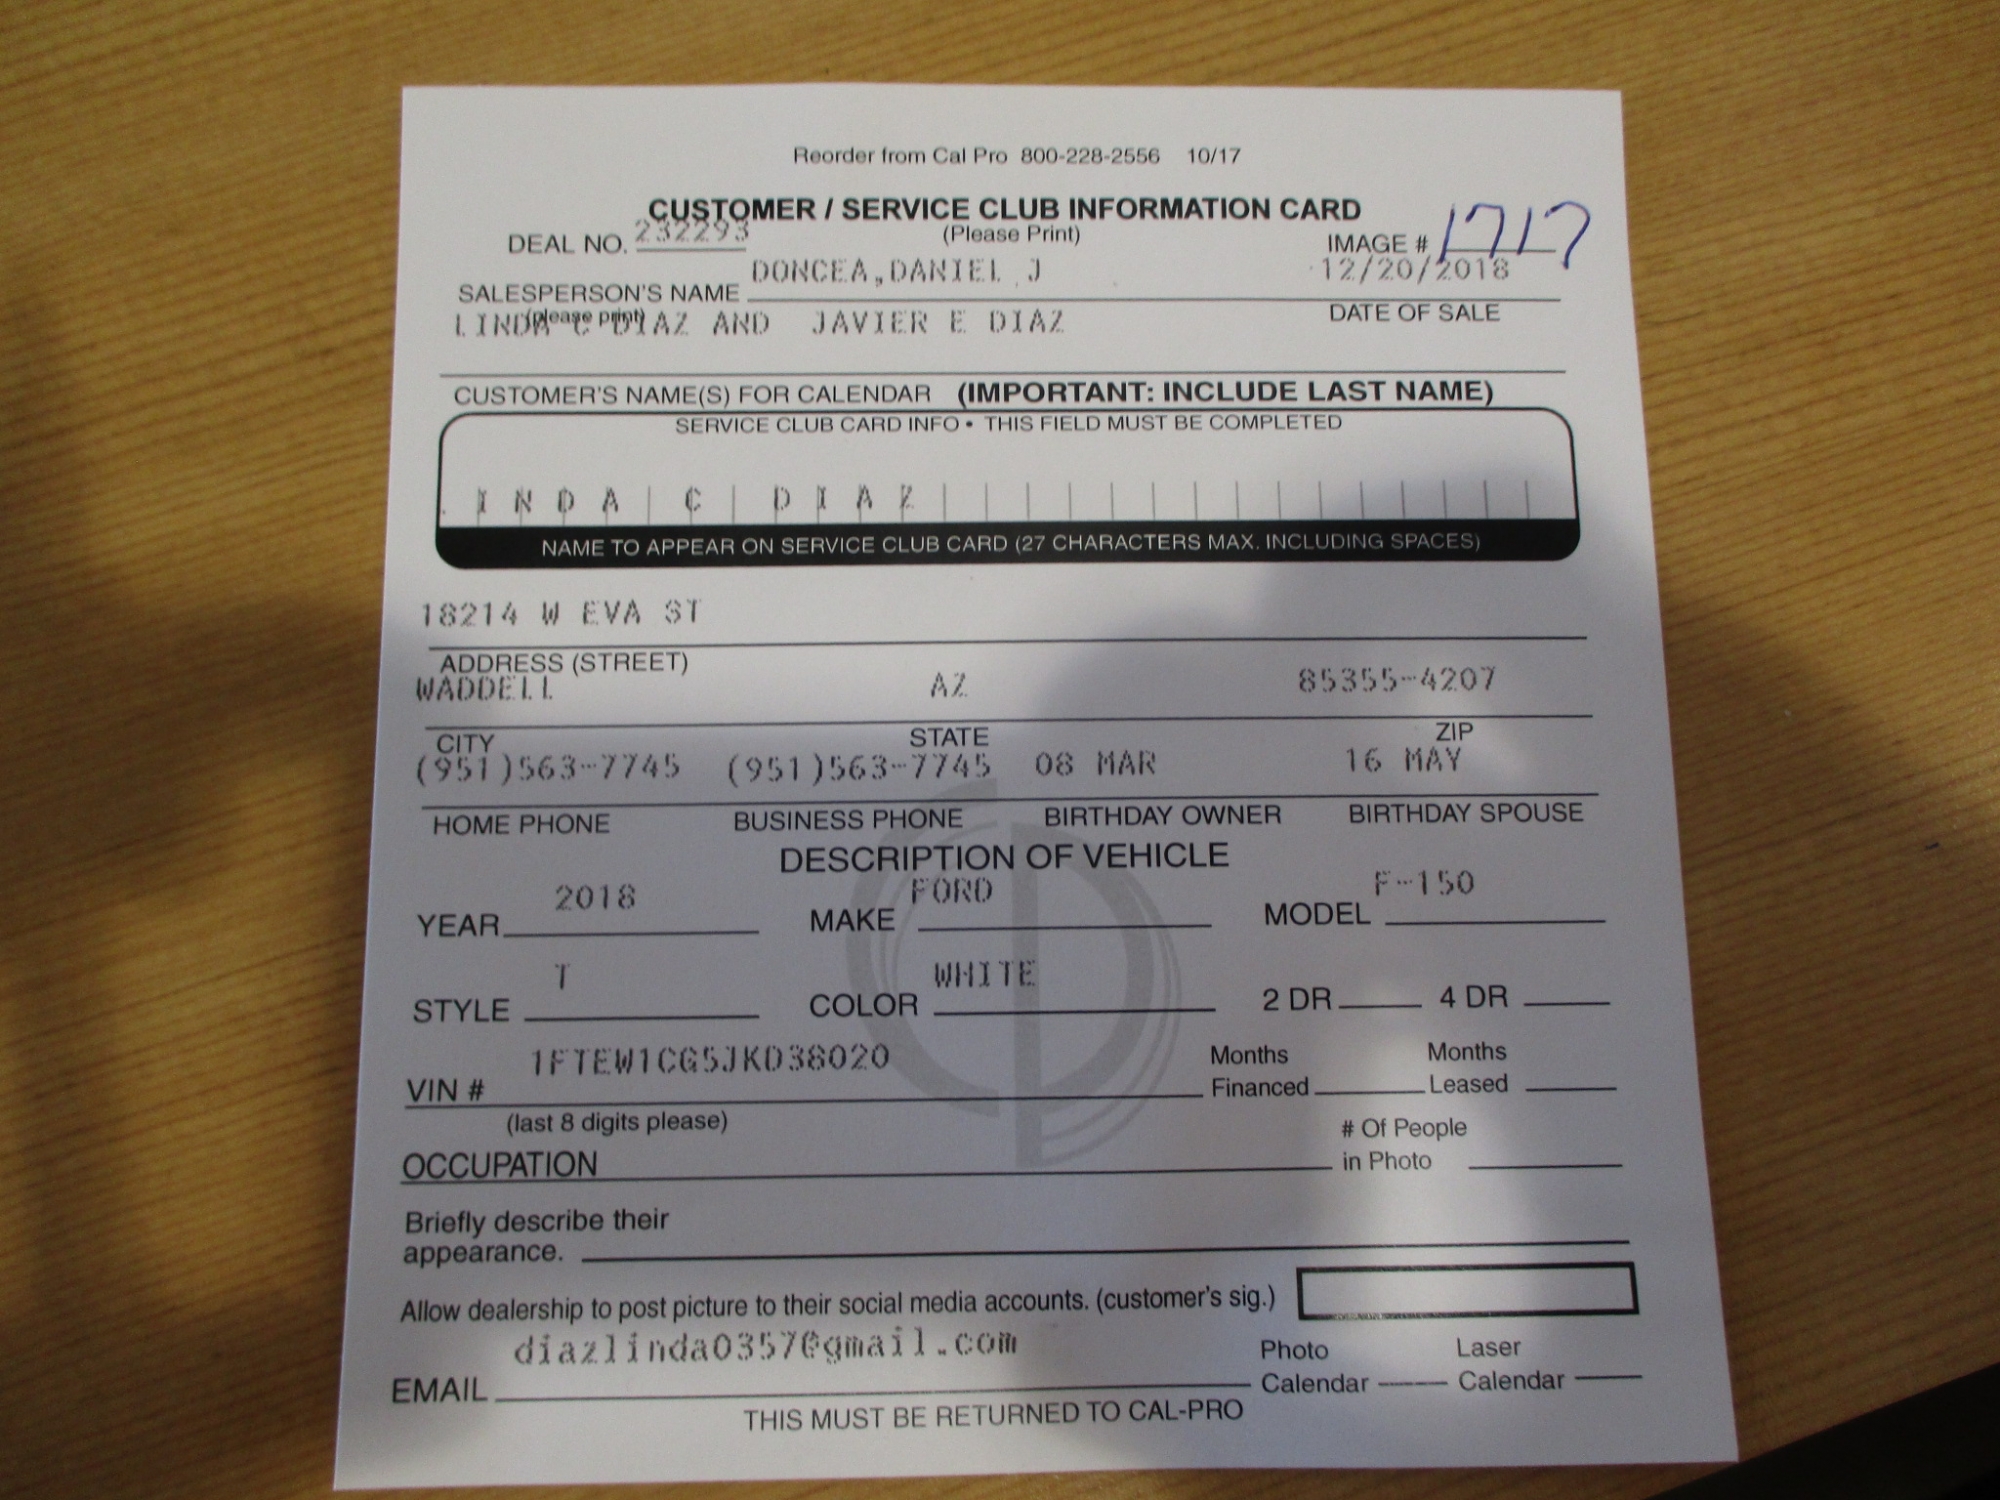 Reorder from Cal Pro 800-228-2556 10/17
CUSTOMER / SERVICE CLUB INFORMATION CARD
DEAL NO. 232293 (Please Print) IMAGE # 1717
DONCEA,DANIEL J 12/20/2018
SALESPERSON'S NAME
(please print) DATE OF SALE
LINDA C DIAZ AND JAVIER E DIAZ
CUSTOMER'S NAME(S) FOR CALENDAR (IMPORTANT: INCLUDE LAST NAME)
SERVICE CLUB CARD INFO • THIS FIELD MUST BE COMPLETED
INDA C DIAZ
NAME TO APPEAR ON SERVICE CLUB CARD (27 CHARACTERS MAX. INCLUDING SPACES)
18214 W EVA ST
ADDRESS (STREET)
WADDELL AZ 85355-4207
CITY STATE ZIP
(951)563-7745 (951)563-7745 08 MAR 16 MAY
HOME PHONE BUSINESS PHONE BIRTHDAY OWNER BIRTHDAY SPOUSE
DESCRIPTION OF VEHICLE
YEAR 2018 MAKE FORD MODEL F-150
STYLE T COLOR WHITE 2 DR 4 DR
VIN # 1FTEW1CG5JKD38020 Months Financed Months Leased
(last 8 digits please)
OCCUPATION # Of People in Photo
Briefly describe their
appearance.
Allow dealership to post picture to their social media accounts. (customer's sig.)
EMAIL diazlinda0357@gmail.com Photo Calendar Laser Calendar
THIS MUST BE RETURNED TO CAL-PRO